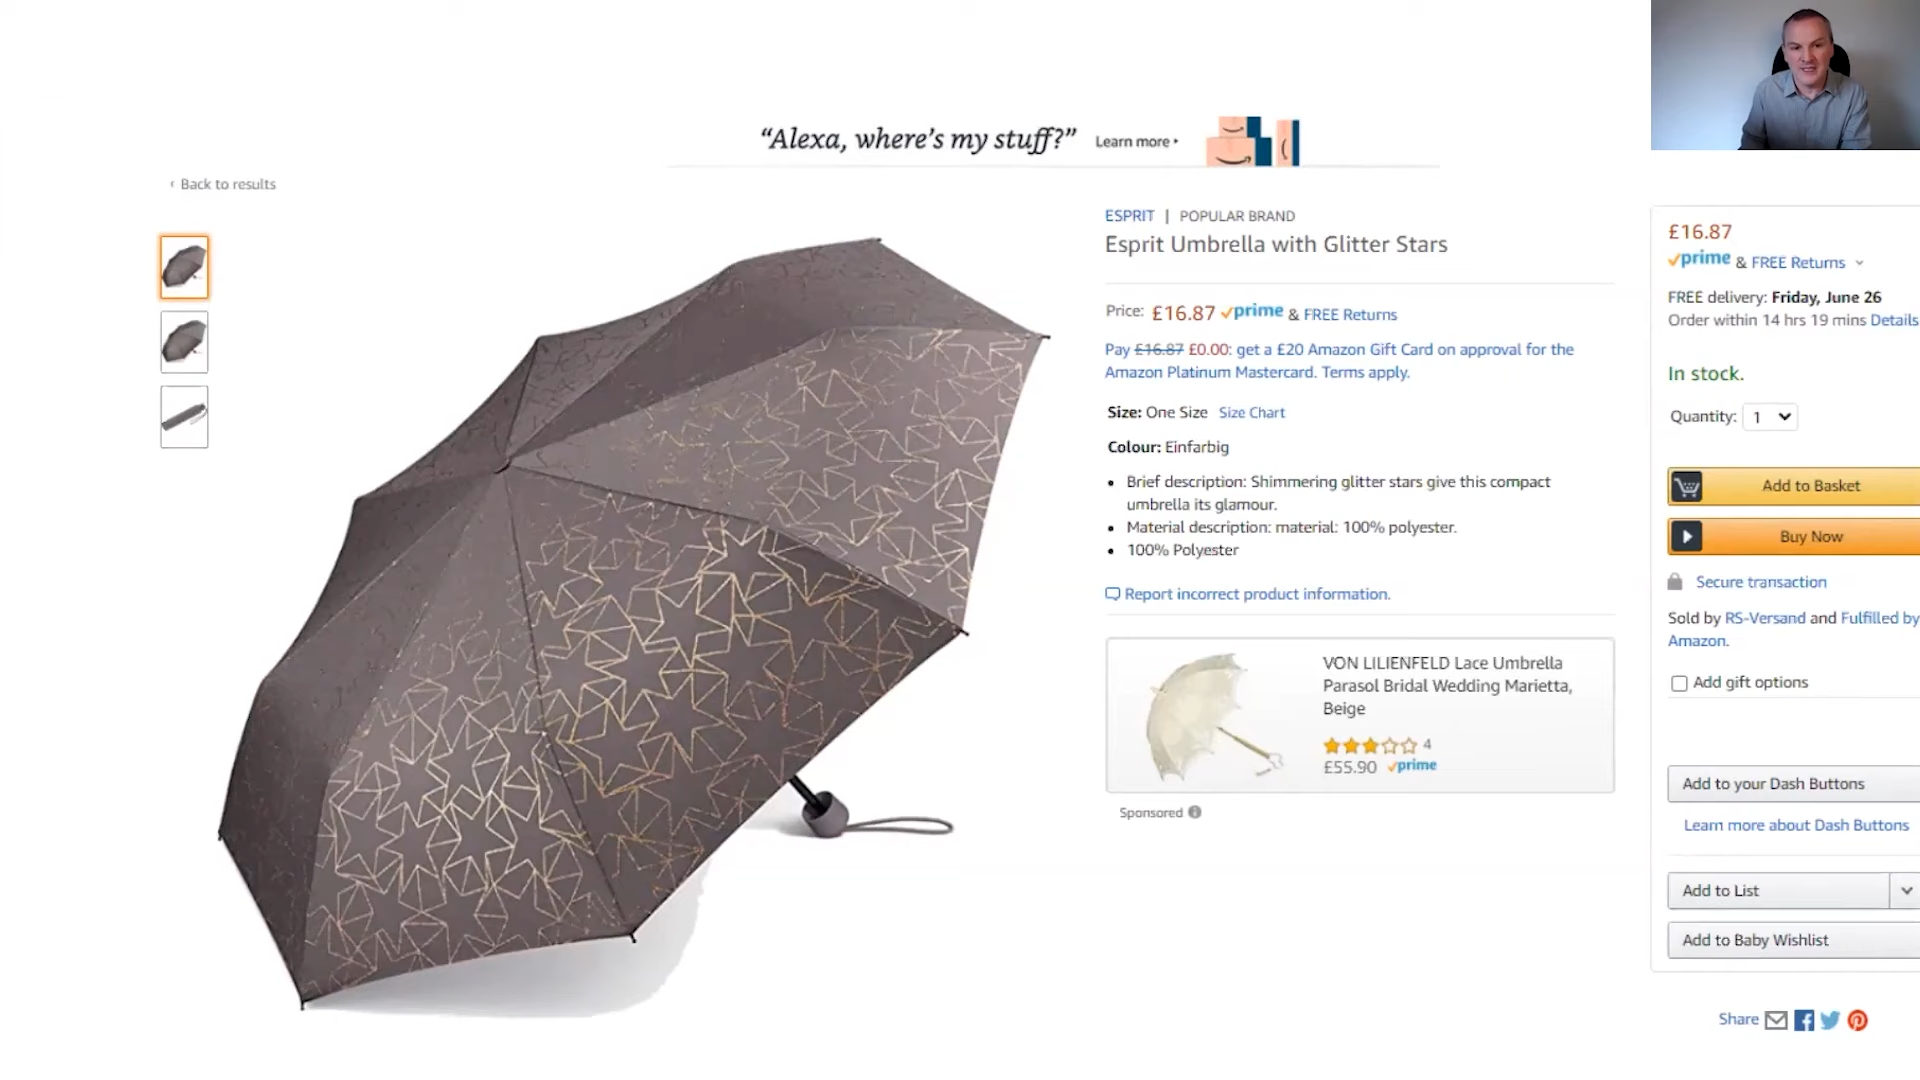 “Alexa, where's my stuff?” Learn more
Back to results
ESPRIT | POPULAR BRAND
Esprit Umbrella with Glitter Stars
Price: £16.87 prime & FREE Returns
Pay £16.87 £0.00: get a £20 Amazon Gift Card on approval for the
Amazon Platinum Mastercard. Terms apply.
Size: One Size Size Chart
Colour: Einfarbig
Brief description: Shimmering glitter stars give this compact
umbrella its glamour.
Material description: material: 100% polyester.
100% Polyester
Report incorrect product information.
VON LILIENFELD Lace Umbrella
Parasol Bridal Wedding Marietta,
Beige
4
£55.90 prime
Sponsored
£16.87
prime & FREE Returns
FREE delivery: Friday, June 26
Order within 14 hrs 19 mins Details
In stock.
Quantity: 1
Add to Basket
Buy Now
Secure transaction
Sold by RS-Versand and Fulfilled by
Amazon.
Add gift options
Add to your Dash Buttons
Learn more about Dash Buttons
Add to List
Add to Baby Wishlist
Share